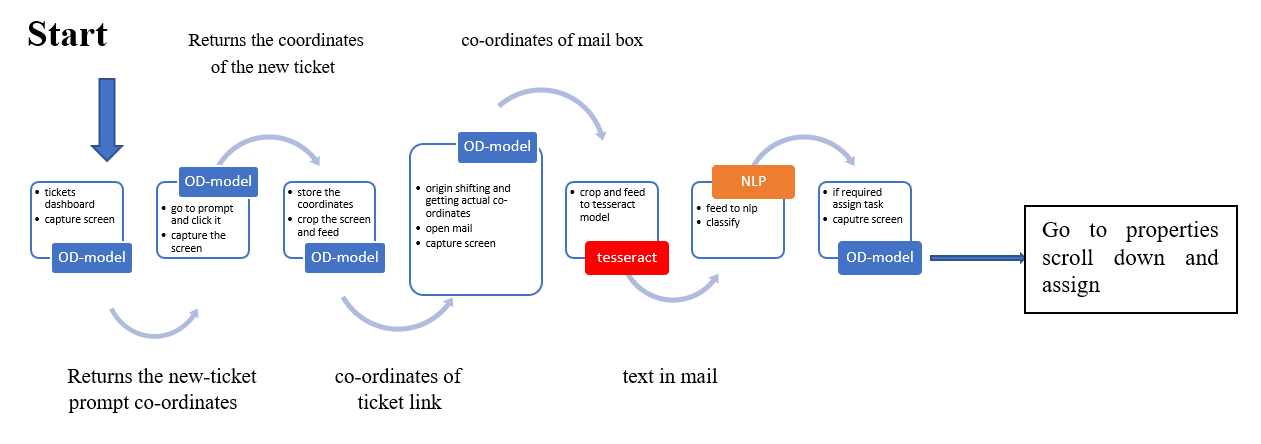 Start
Returns the coordinates
of the new ticket
co-ordinates of mail box
• tickets
dashboard
• capture screen
OD-model
OD-model
• go to prompt
and click it
• capture the
screen
• store the
coordinates
• crop the screen
and feed
OD-model
OD-model
• origin shifting and
getting actual co-
ordinates
• open mail
• capture screen
• crop and feed
to tesseract
model
tesseract
NLP
• feed to nlp
• classify
• if required
assign task
• caputre screen
OD-model
Go to properties
scroll down and
assign
Returns the new-ticket
prompt co-ordinates
co-ordinates of
ticket link
text in mail